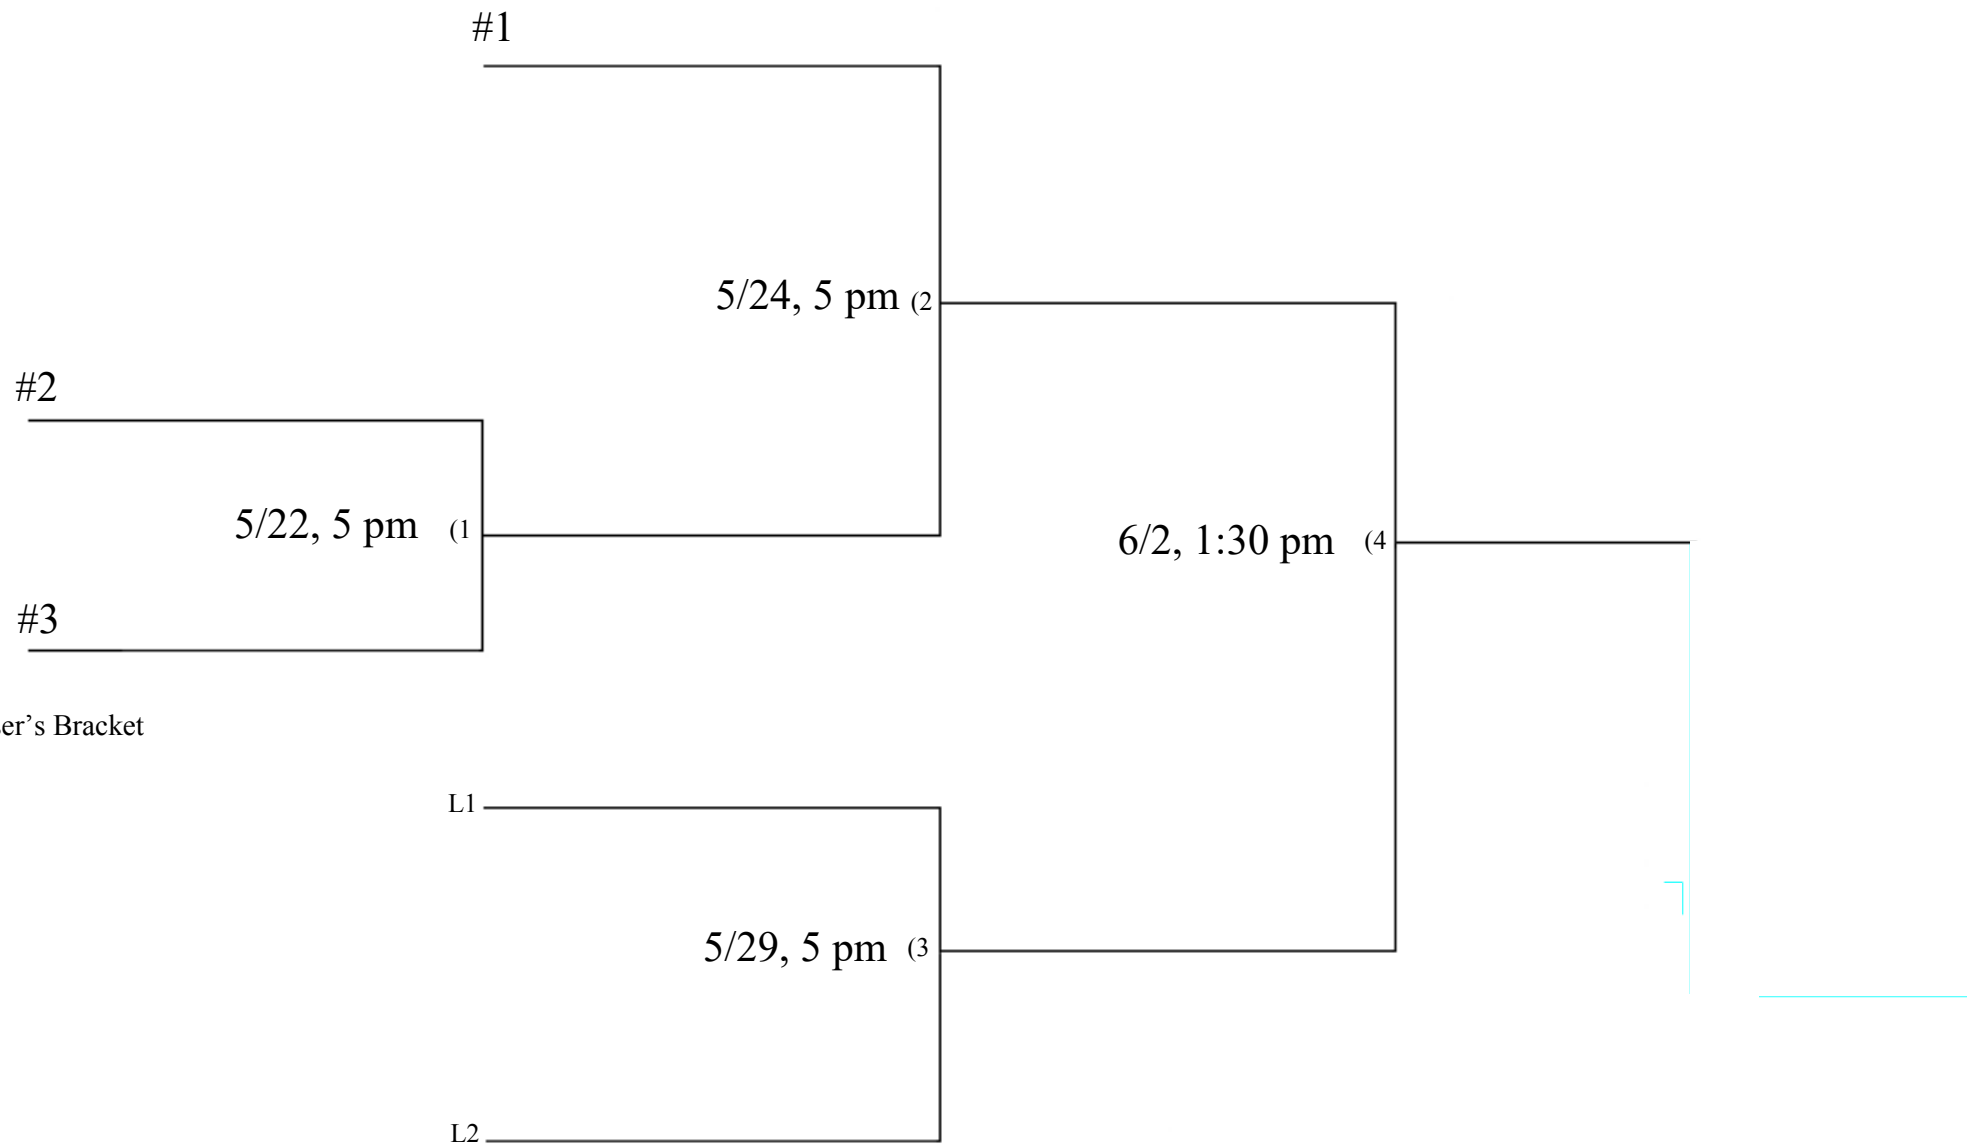 #1
5/24, 5 pm (2
#2
5/22, 5 pm (1
6/2, 1:30 pm (4
#3
er’s Bracket
L1
5/29, 5 pm (3
L2